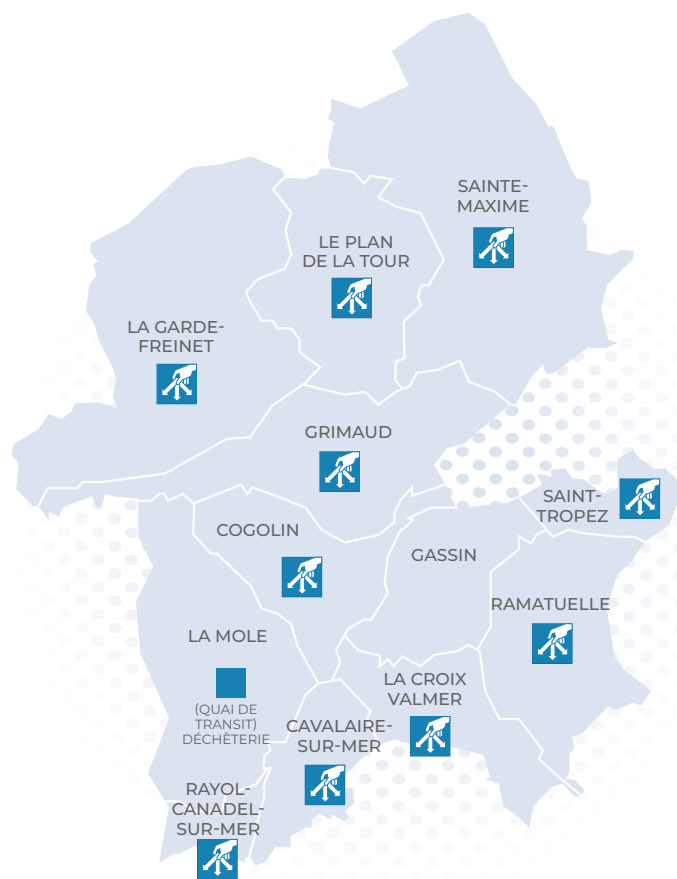 SAINTE-
MAXIME
LE PLAN
DE LA TOUR
LA GARDE-
FREINET
GRIMAUD
SAINT-
TROPEZ
COGOLIN
GASSIN
RAMATUELLE
LA MOLE
(QUAI DE
TRANSIT)
DÉCHÈTERIE
LA CROIX
VALMER
CAVALAIRE-
SUR-MER
RAYOL-
CANADEL-
SUR-MER